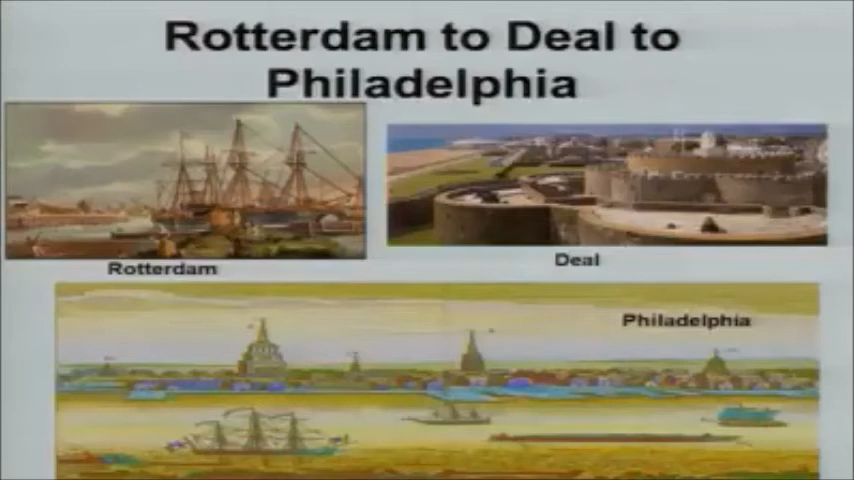 Rotterdam to Deal to
Philadelphia
Rotterdam
Deal
Philadelphia